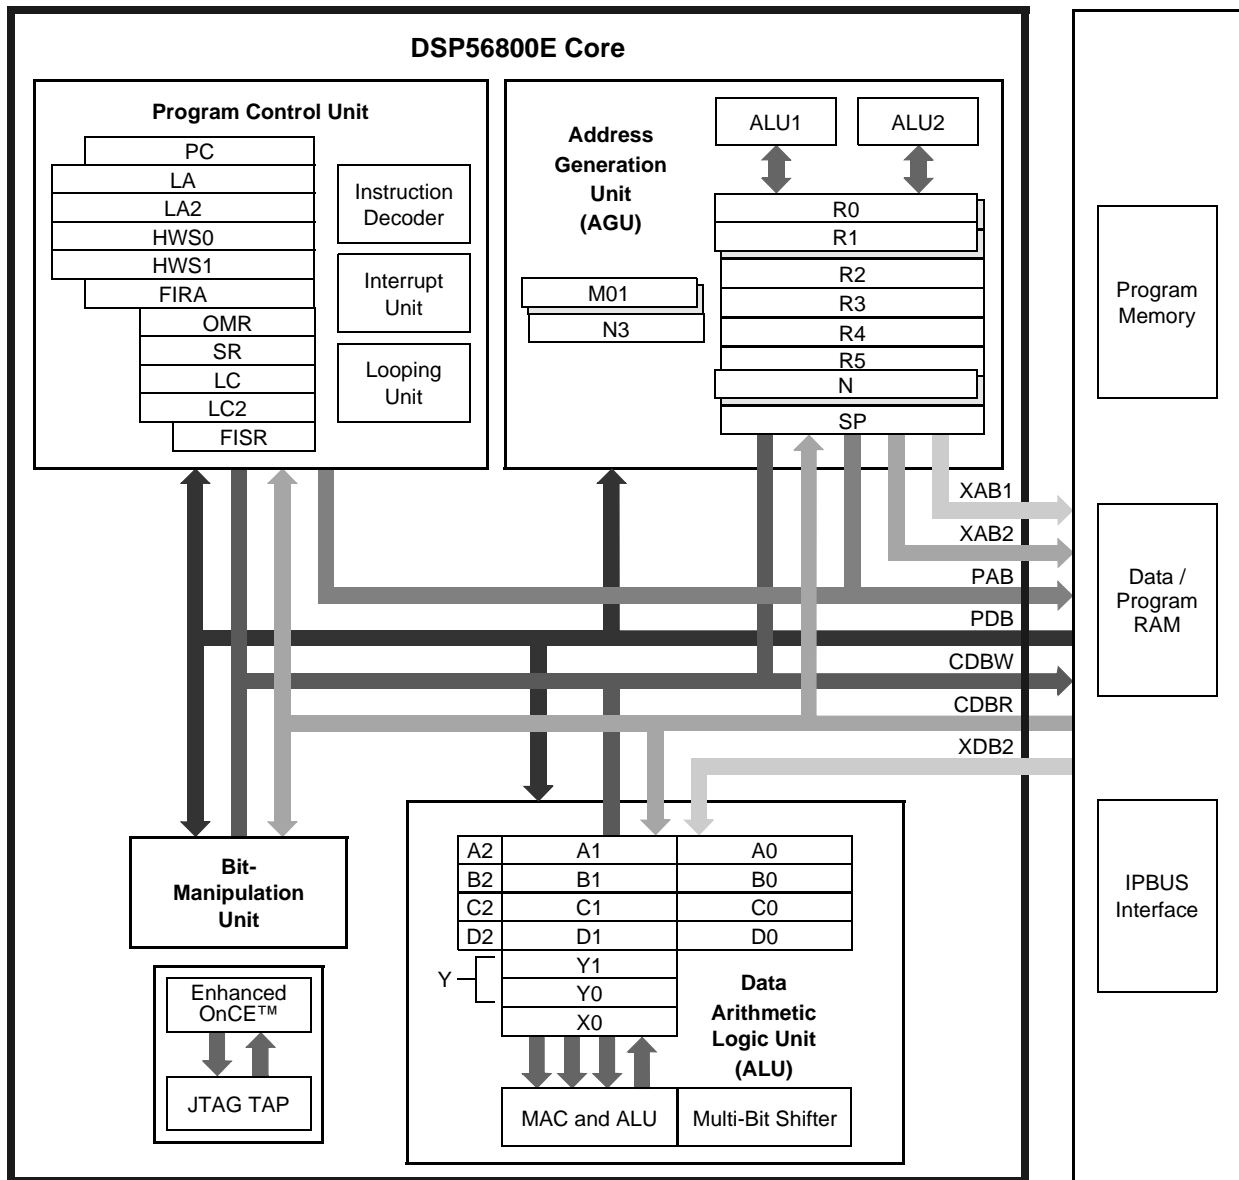 DSP56800E Core
Program Control Unit
PC
LA
LA2
HWS0
HWS1
FIRA
OMR
SR
LC
LC2
FISR
Instruction
Decoder
Interrupt
Unit
Looping
Unit
Address
Generation
Unit
(AGU)
ALU1
ALU2
R0
R1
R2
R3
R4
R5
N
SP
M01
N3
XAB1
XAB2
PAB
PDB
CDBW
CDBR
XDB2
Program
Memory
Data /
Program
RAM
IPBUS
Interface
Bit-
Manipulation
Unit
Enhanced
OnCE™
JTAG TAP
A2 A1 A0
B2 B1 B0
C2 C1 C0
D2 D1 D0
Y
Y1
Y0
X0
Data
Arithmetic
Logic Unit
(ALU)
MAC and ALU
Multi-Bit Shifter